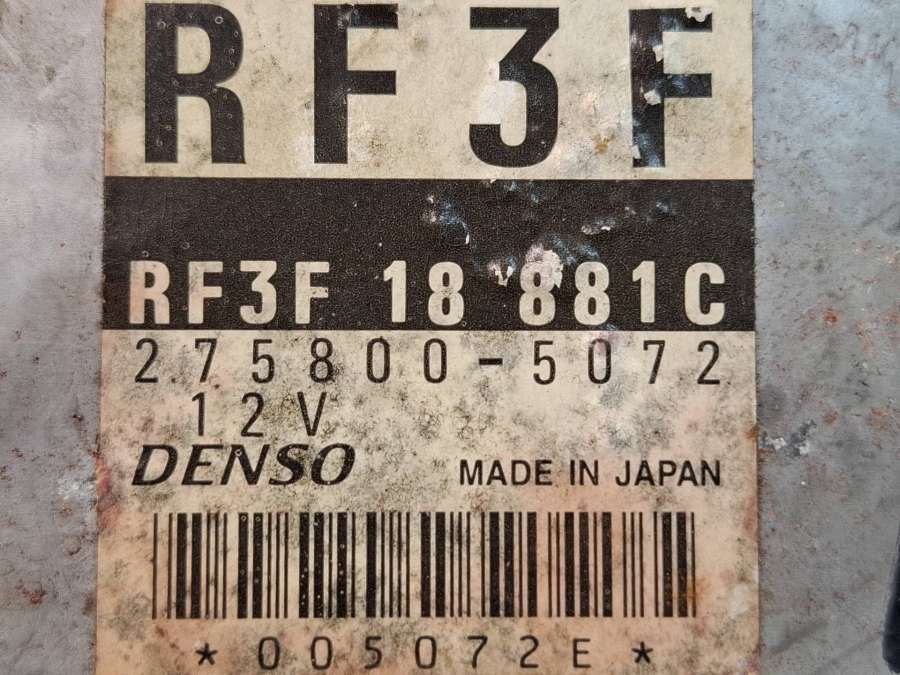 RF3F
RF3F 18 881C
275800-5072
12V
DENSO MADE IN JAPAN
*005072E*